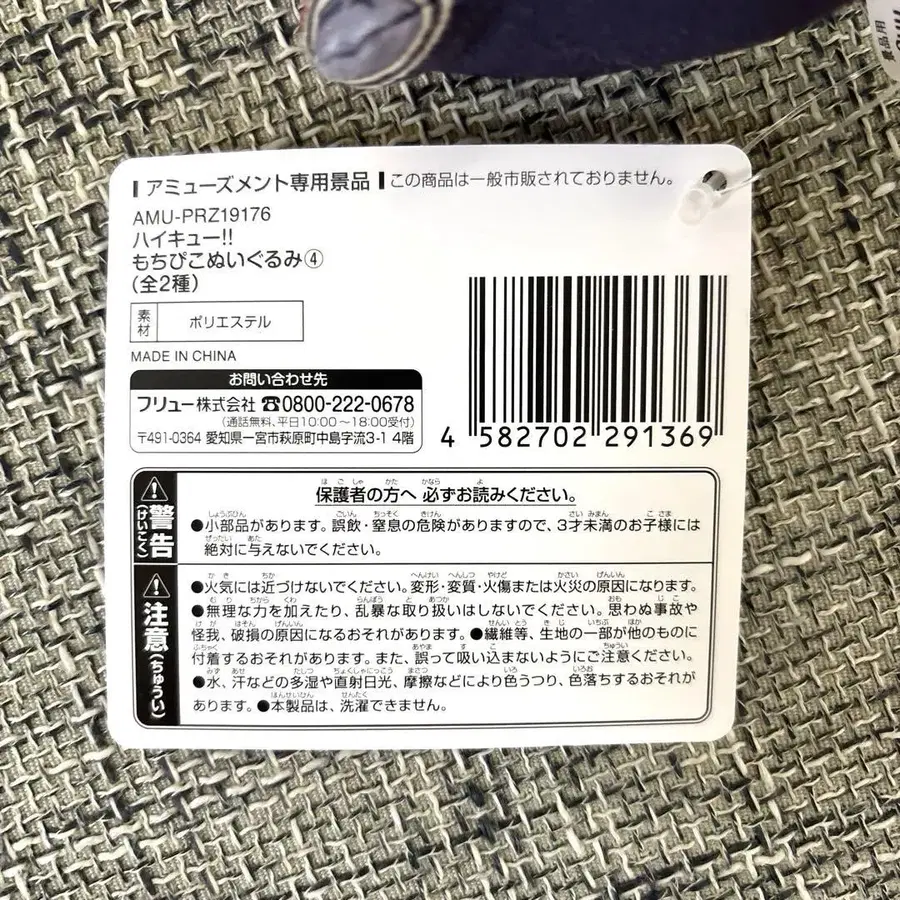 景品用
アミューズメント専用景品 この商品は一般市販されておりません。
AMU-PRZ19176
ハイキュー!!
もちぴこぬいぐるみ④
(全2種)
素材 ポリエステル
MADE IN CHINA
お問い合わせ先
フリュー株式会社 ☎0800-222-0678
(通話無料、平日10:00〜18:00受付)
〒491-0364 愛知県一宮市萩原町中島字流3-1 4階
4 582702 291369
⚠警告(けいこく)
保護者の方へ 必ずお読みください。
●小部品があります。誤飲・窒息の危険がありますので、3才未満のお子様には
絶対に与えないでください。
⚠注意(ちゅうい)
●火気には近づけないでください。変形・変質・火傷または火災の原因になります。
●無理な力を加えたり、乱暴な取り扱いはしないでください。思わぬ事故や
怪我、破損の原因になるおそれがあります。●繊維等、生地の一部が他のものに
付着するおそれがあります。また、誤って吸い込まないようにご注意ください。
●水、汗などの多湿や直射日光、摩擦などにより色うつり、色落ちするおそれが
あります。●本製品は、洗濯できません。